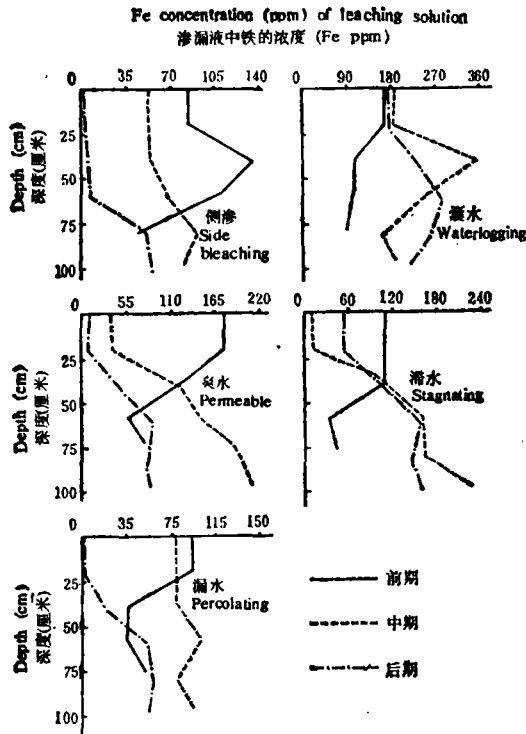 Fe concentration (ppm) of leaching solution
渗漏液中铁的浓度 (Fe ppm)
0 35 70 105 140
0 90 180 270 360
Depth (cm)
深度(厘米)
25
50
75
100
侧渗
Side
bleaching
囊水
Waterlogging
0 55 110 165 220
0 60 120 180 240
Depth (cm)
深度(厘米)
25
50
75
100
爽水
Permeable
滞水
Stagnating
0 35 75 115 150
Depth (cm)
深度(厘米)
25
50
75
100
漏水
Percolating
前期
中期
后期